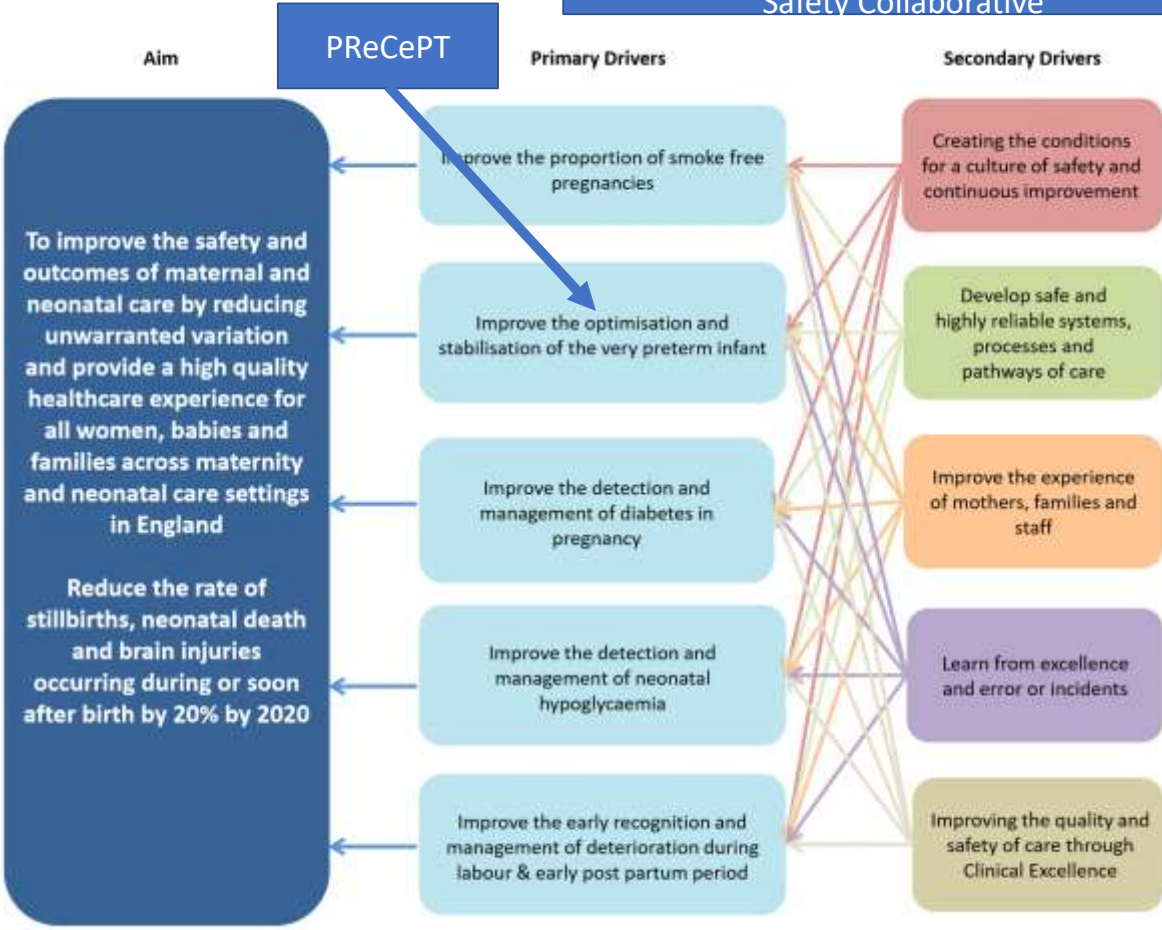 Safety Collaborative
PReCePT
Aim
Primary Drivers
Secondary Drivers
To improve the safety and
outcomes of maternal and
neonatal care by reducing
unwarranted variation
and provide a high quality
healthcare experience for
all women, babies and
families across maternity
and neonatal care settings
in England
Reduce the rate of
stillbirths, neonatal death
and brain injuries
occurring during or soon
after birth by 20% by 2020
Improve the proportion of smoke free
pregnancies
Improve the optimisation and
stabilisation of the very preterm infant
Improve the detection and
management of diabetes in
pregnancy
Improve the detection and
management of neonatal
hypoglycaemia
Improve the early recognition and
management of deterioration during
labour & early post partum period
Creating the conditions
for a culture of safety and
continuous improvement
Develop safe and
highly reliable systems,
processes and
pathways of care
Improve the experience
of mothers, families and
staff
Learn from excellence
and error or incidents
Improving the quality and
safety of care through
Clinical Excellence